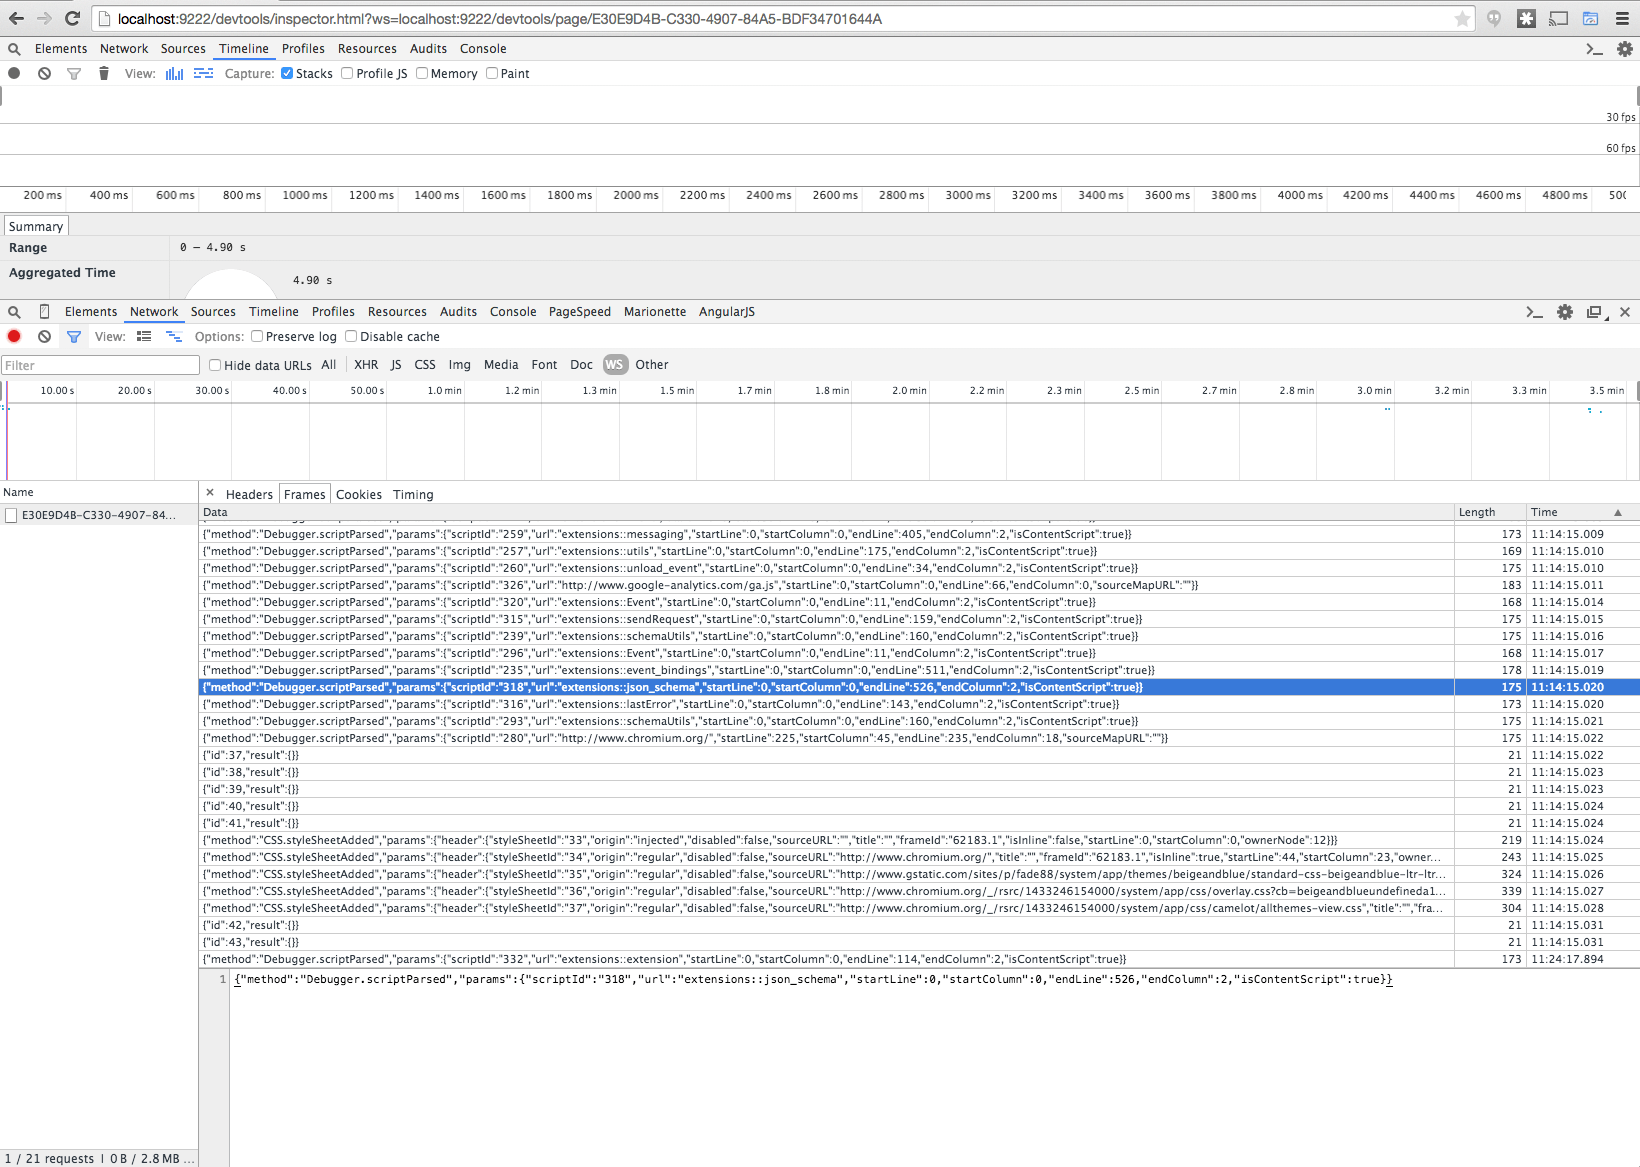 localhost:9222/devtools/inspector.html?ws=localhost:9222/devtools/page/E30E9D4B-C330-4907-84A5-BDF34701644A
Elements Network Sources Timeline Profiles Resources Audits Console
View: Capture: Stacks Profile JS Memory Paint
30 fps
60 fps
200 ms 400 ms 600 ms 800 ms 1000 ms 1200 ms 1400 ms 1600 ms 1800 ms 2000 ms 2200 ms 2400 ms 2600 ms 2800 ms 3000 ms 3200 ms 3400 ms 3600 ms 3800 ms 4000 ms 4200 ms 4400 ms 4600 ms 4800 ms 500
Summary
Range 0 – 4.90 s
Aggregated Time 4.90 s
Elements Network Sources Timeline Profiles Resources Audits Console PageSpeed Marionette AngularJS
View: Options: Preserve log Disable cache
Filter Hide data URLs All XHR JS CSS Img Media Font Doc WS Other
10.00 s 20.00 s 30.00 s 40.00 s 50.00 s 1.0 min 1.2 min 1.3 min 1.5 min 1.7 min 1.8 min 2.0 min 2.2 min 2.3 min 2.5 min 2.7 min 2.8 min 3.0 min 3.2 min 3.3 min 3.5 min
Name × Headers Frames Cookies Timing
E30E9D4B-C330-4907-84...
Data Length Time
{"method":"Debugger.scriptParsed","params":{"scriptId":"259","url":"extensions::messaging","startLine":0,"startColumn":0,"endLine":405,"endColumn":2,"isContentScript":true}} 173 11:14:15.009
{"method":"Debugger.scriptParsed","params":{"scriptId":"257","url":"extensions::utils","startLine":0,"startColumn":0,"endLine":175,"endColumn":2,"isContentScript":true}} 169 11:14:15.010
{"method":"Debugger.scriptParsed","params":{"scriptId":"260","url":"extensions::unload_event","startLine":0,"startColumn":0,"endLine":34,"endColumn":2,"isContentScript":true}} 175 11:14:15.010
{"method":"Debugger.scriptParsed","params":{"scriptId":"326","url":"http://www.google-analytics.com/ga.js","startLine":0,"startColumn":0,"endLine":66,"endColumn":0,"sourceMapURL":""}} 183 11:14:15.011
{"method":"Debugger.scriptParsed","params":{"scriptId":"320","url":"extensions::Event","startLine":0,"startColumn":0,"endLine":11,"endColumn":2,"isContentScript":true}} 168 11:14:15.014
{"method":"Debugger.scriptParsed","params":{"scriptId":"315","url":"extensions::sendRequest","startLine":0,"startColumn":0,"endLine":159,"endColumn":2,"isContentScript":true}} 175 11:14:15.015
{"method":"Debugger.scriptParsed","params":{"scriptId":"239","url":"extensions::schemaUtils","startLine":0,"startColumn":0,"endLine":160,"endColumn":2,"isContentScript":true}} 175 11:14:15.016
{"method":"Debugger.scriptParsed","params":{"scriptId":"296","url":"extensions::Event","startLine":0,"startColumn":0,"endLine":11,"endColumn":2,"isContentScript":true}} 168 11:14:15.017
{"method":"Debugger.scriptParsed","params":{"scriptId":"235","url":"extensions::event_bindings","startLine":0,"startColumn":0,"endLine":511,"endColumn":2,"isContentScript":true}} 178 11:14:15.019
{"method":"Debugger.scriptParsed","params":{"scriptId":"318","url":"extensions::json_schema","startLine":0,"startColumn":0,"endLine":526,"endColumn":2,"isContentScript":true}} 175 11:14:15.020
{"method":"Debugger.scriptParsed","params":{"scriptId":"316","url":"extensions::lastError","startLine":0,"startColumn":0,"endLine":143,"endColumn":2,"isContentScript":true}} 173 11:14:15.020
{"method":"Debugger.scriptParsed","params":{"scriptId":"293","url":"extensions::schemaUtils","startLine":0,"startColumn":0,"endLine":160,"endColumn":2,"isContentScript":true}} 175 11:14:15.021
{"method":"Debugger.scriptParsed","params":{"scriptId":"280","url":"http://www.chromium.org/","startLine":225,"startColumn":45,"endLine":235,"endColumn":18,"sourceMapURL":""}} 175 11:14:15.022
{"id":37,"result":{}} 21 11:14:15.022
{"id":38,"result":{}} 21 11:14:15.023
{"id":39,"result":{}} 21 11:14:15.023
{"id":40,"result":{}} 21 11:14:15.024
{"id":41,"result":{}} 21 11:14:15.024
{"method":"CSS.styleSheetAdded","params":{"header":{"styleSheetId":"33","origin":"injected","disabled":false,"sourceURL":"","title":"","frameId":"62183.1","isInline":false,"startLine":0,"startColumn":0,"ownerNode":12}}} 219 11:14:15.024
{"method":"CSS.styleSheetAdded","params":{"header":{"styleSheetId":"34","origin":"regular","disabled":false,"sourceURL":"http://www.chromium.org/","title":"","frameId":"62183.1","isInline":true,"startLine":44,"startColumn":23,"owner... 243 11:14:15.025
{"method":"CSS.styleSheetAdded","params":{"header":{"styleSheetId":"35","origin":"regular","disabled":false,"sourceURL":"http://www.gstatic.com/sites/p/fade88/system/app/themes/beigeandblue/standard-css-beigeandblue-ltr-ltr... 324 11:14:15.026
{"method":"CSS.styleSheetAdded","params":{"header":{"styleSheetId":"36","origin":"regular","disabled":false,"sourceURL":"http://www.chromium.org/_/rsrc/1433246154000/system/app/css/overlay.css?cb=beigeandblueundefineda1... 339 11:14:15.027
{"method":"CSS.styleSheetAdded","params":{"header":{"styleSheetId":"37","origin":"regular","disabled":false,"sourceURL":"http://www.chromium.org/_/rsrc/1433246154000/system/app/css/camelot/allthemes-view.css","title":"","fra... 304 11:14:15.028
{"id":42,"result":{}} 21 11:14:15.031
{"id":43,"result":{}} 21 11:14:15.031
{"method":"Debugger.scriptParsed","params":{"scriptId":"332","url":"extensions::extension","startLine":0,"startColumn":0,"endLine":114,"endColumn":2,"isContentScript":true}} 173 11:24:17.894
1 {"method":"Debugger.scriptParsed","params":{"scriptId":"318","url":"extensions::json_schema","startLine":0,"startColumn":0,"endLine":526,"endColumn":2,"isContentScript":true}}
1 / 21 requests | 0 B / 2.8 MB ...